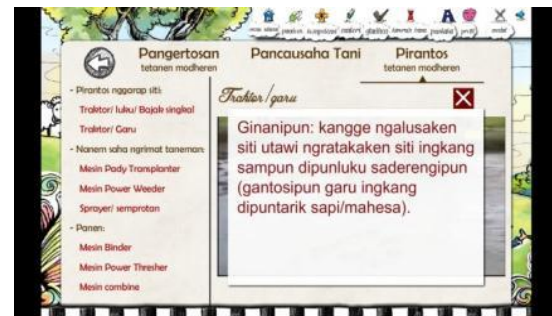 Pangertosan
tetanen modheren
Pancausaha Tani
Pirantos
tetanen modheren
- Pirantos nggarap siti:
Traktor/ luku/ Bajak singkal
Traktor/ Garu
- Nanem saha ngrimat taneman:
Mesin Pady Transplanter
Mesin Power Weeder
Sprayer/ semprotan
- Panen:
Mesin Binder
Mesin Power Thresher
Mesin combine
Traktor/garu
Ginanipun: kangge ngalusaken
siti utawi ngratakaken siti ingkang
sampun dipunluku saderengipun
(gantosipun garu ingkang
dipuntarik sapi/mahesa).